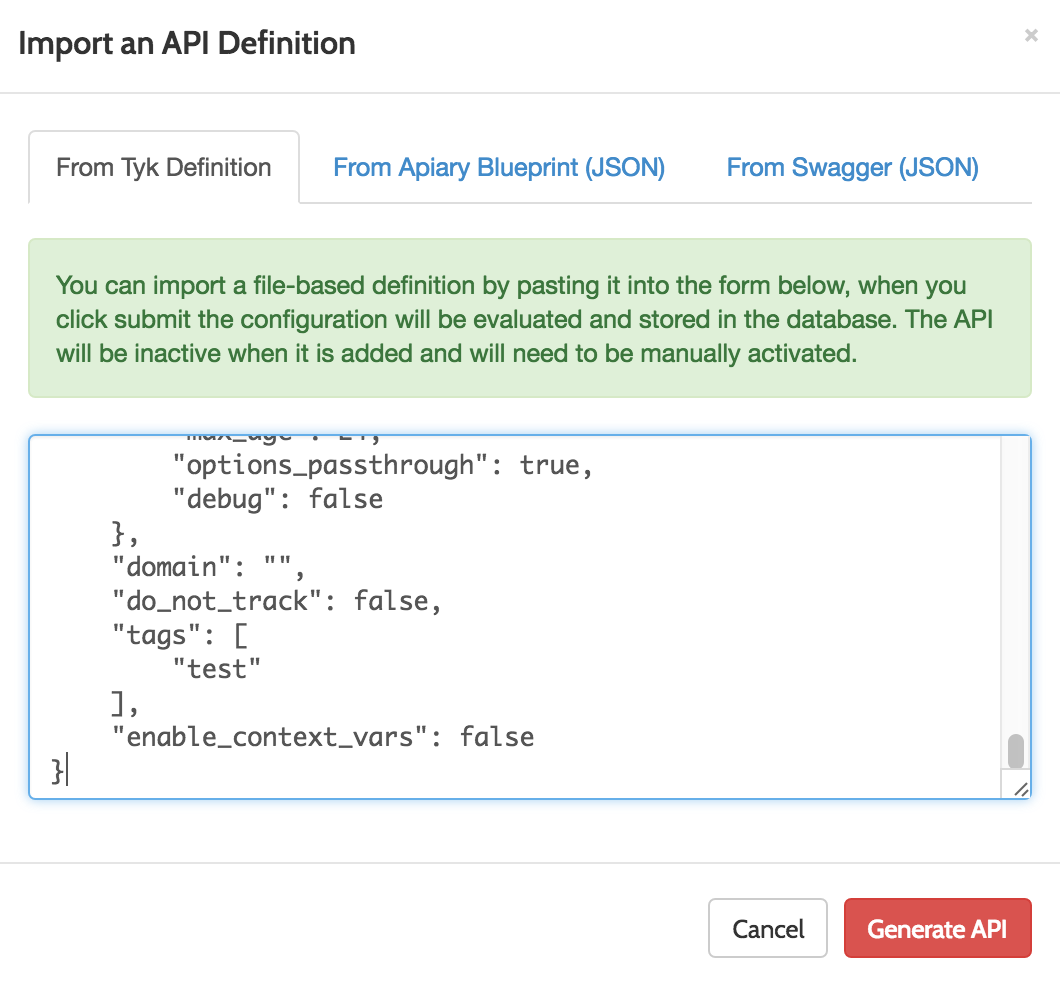 Import an API Definition
×
From Tyk Definition
From Apiary Blueprint (JSON)
From Swagger (JSON)
You can import a file-based definition by pasting it into the form below, when you
click submit the configuration will be evaluated and stored in the database. The API
will be inactive when it is added and will need to be manually activated.
"options_passthrough": true,
"debug": false
},
"domain": "",
"do_not_track": false,
"tags": [
"test"
],
"enable_context_vars": false
}
Cancel
Generate API